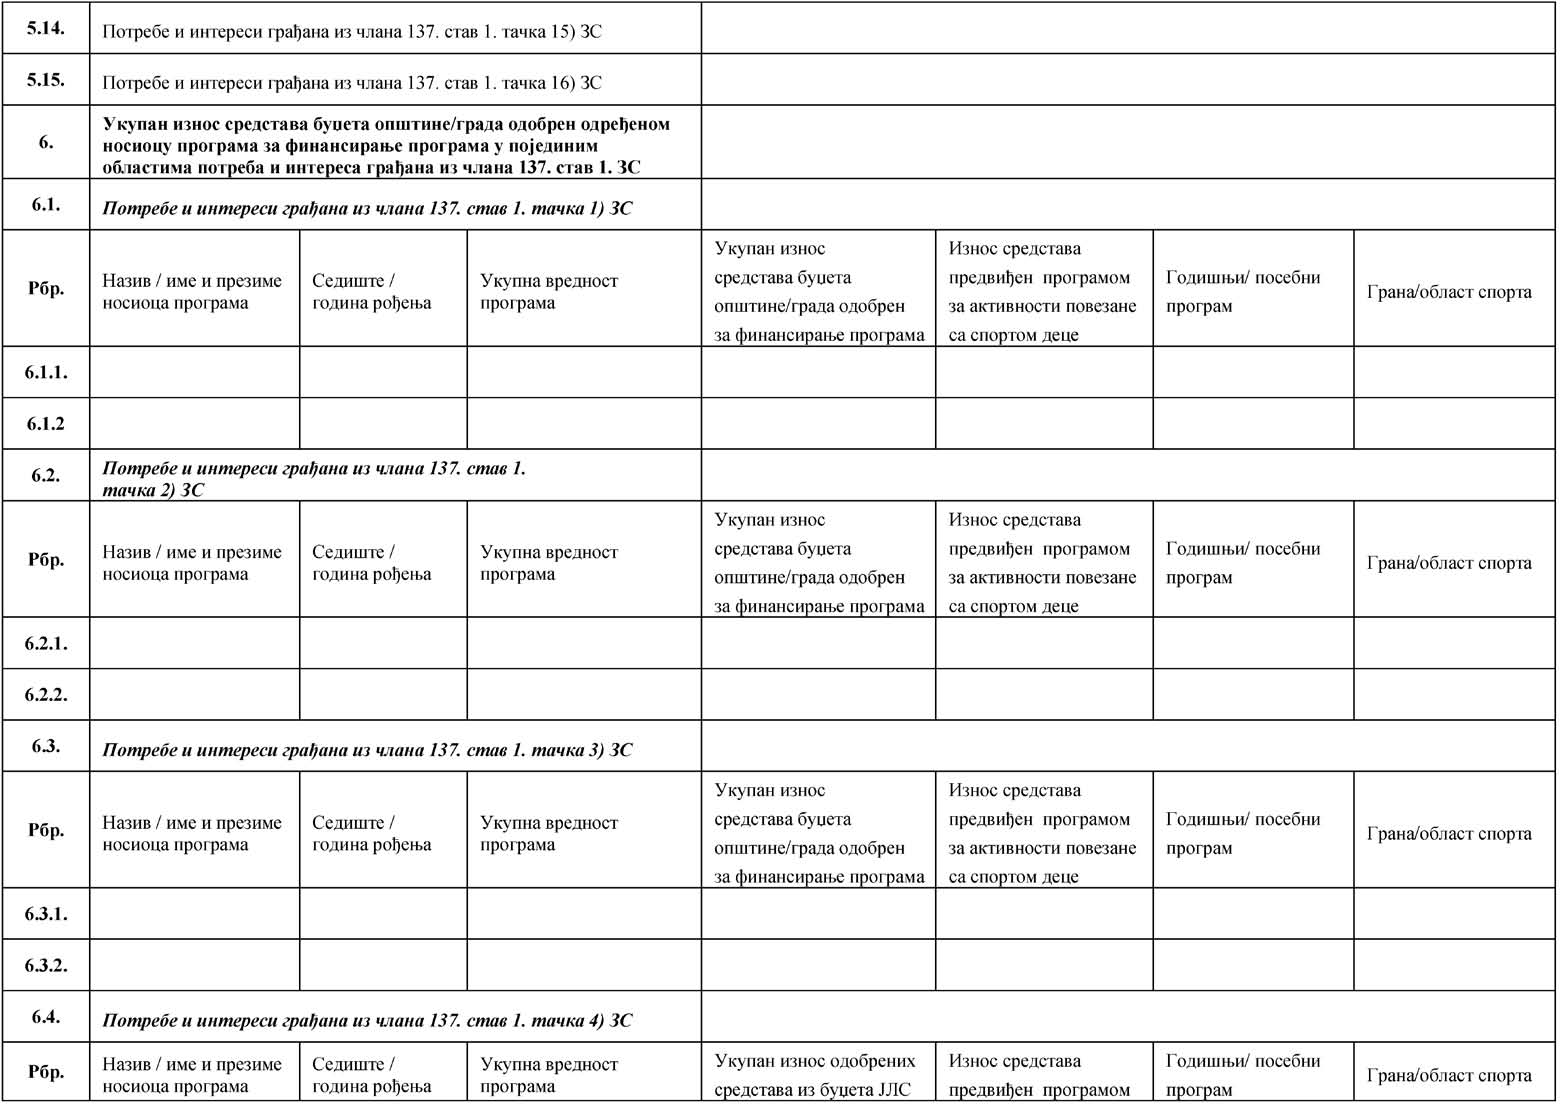 5.14. Потребе и интереси грађана из члана 137. став 1. тачка 15) ЗС
5.15. Потребе и интереси грађана из члана 137. став 1. тачка 16) ЗС
6. Укупан износ средстава буџета општине/града одобрен одређеном
носиоцу програма за финансирање програма у појединим
областима потреба и интереса грађана из члана 137. став 1. ЗС
6.1. Потребе и интереси грађана из члана 137. став 1. тачка 1) ЗС
Рбр.
Назив / име и презиме
носиоца програма
Седиште /
година рођења
Укупна вредност
програма
Укупан износ
средстава буџета
општине/града одобрен
за финансирање програма
Износ средстава
предвиђен  програмом
за активности повезане
са спортом деце
Годишњи/ посебни
програм
Грана/област спорта
6.1.1.
6.1.2
6.2. Потребе и интереси грађана из члана 137. став 1.
тачка 2) ЗС
Рбр.
Назив / име и презиме
носиоца програма
Седиште /
година рођења
Укупна вредност
програма
Укупан износ
средстава буџета
општине/града одобрен
за финансирање програма
Износ средстава
предвиђен  програмом
за активности повезане
са спортом деце
Годишњи/ посебни
програм
Грана/област спорта
6.2.1.
6.2.2.
6.3. Потребе и интереси грађана из члана 137. став 1. тачка 3) ЗС
Рбр.
Назив / име и презиме
носиоца програма
Седиште /
година рођења
Укупна вредност
програма
Укупан износ
средстава буџета
општине/града одобрен
за финансирање програма
Износ средстава
предвиђен  програмом
за активности повезане
са спортом деце
Годишњи/ посебни
програм
Грана/област спорта
6.3.1.
6.3.2.
6.4. Потребе и интереси грађана из члана 137. став 1. тачка 4) ЗС
Рбр.
Назив / име и презиме
носиоца програма
Седиште /
година рођења
Укупна вредност
програма
Укупан износ одобрених
средстава из буџета ЈЛС
Износ средстава
предвиђен  програмом
Годишњи/ посебни
програм
Грана/област спорта